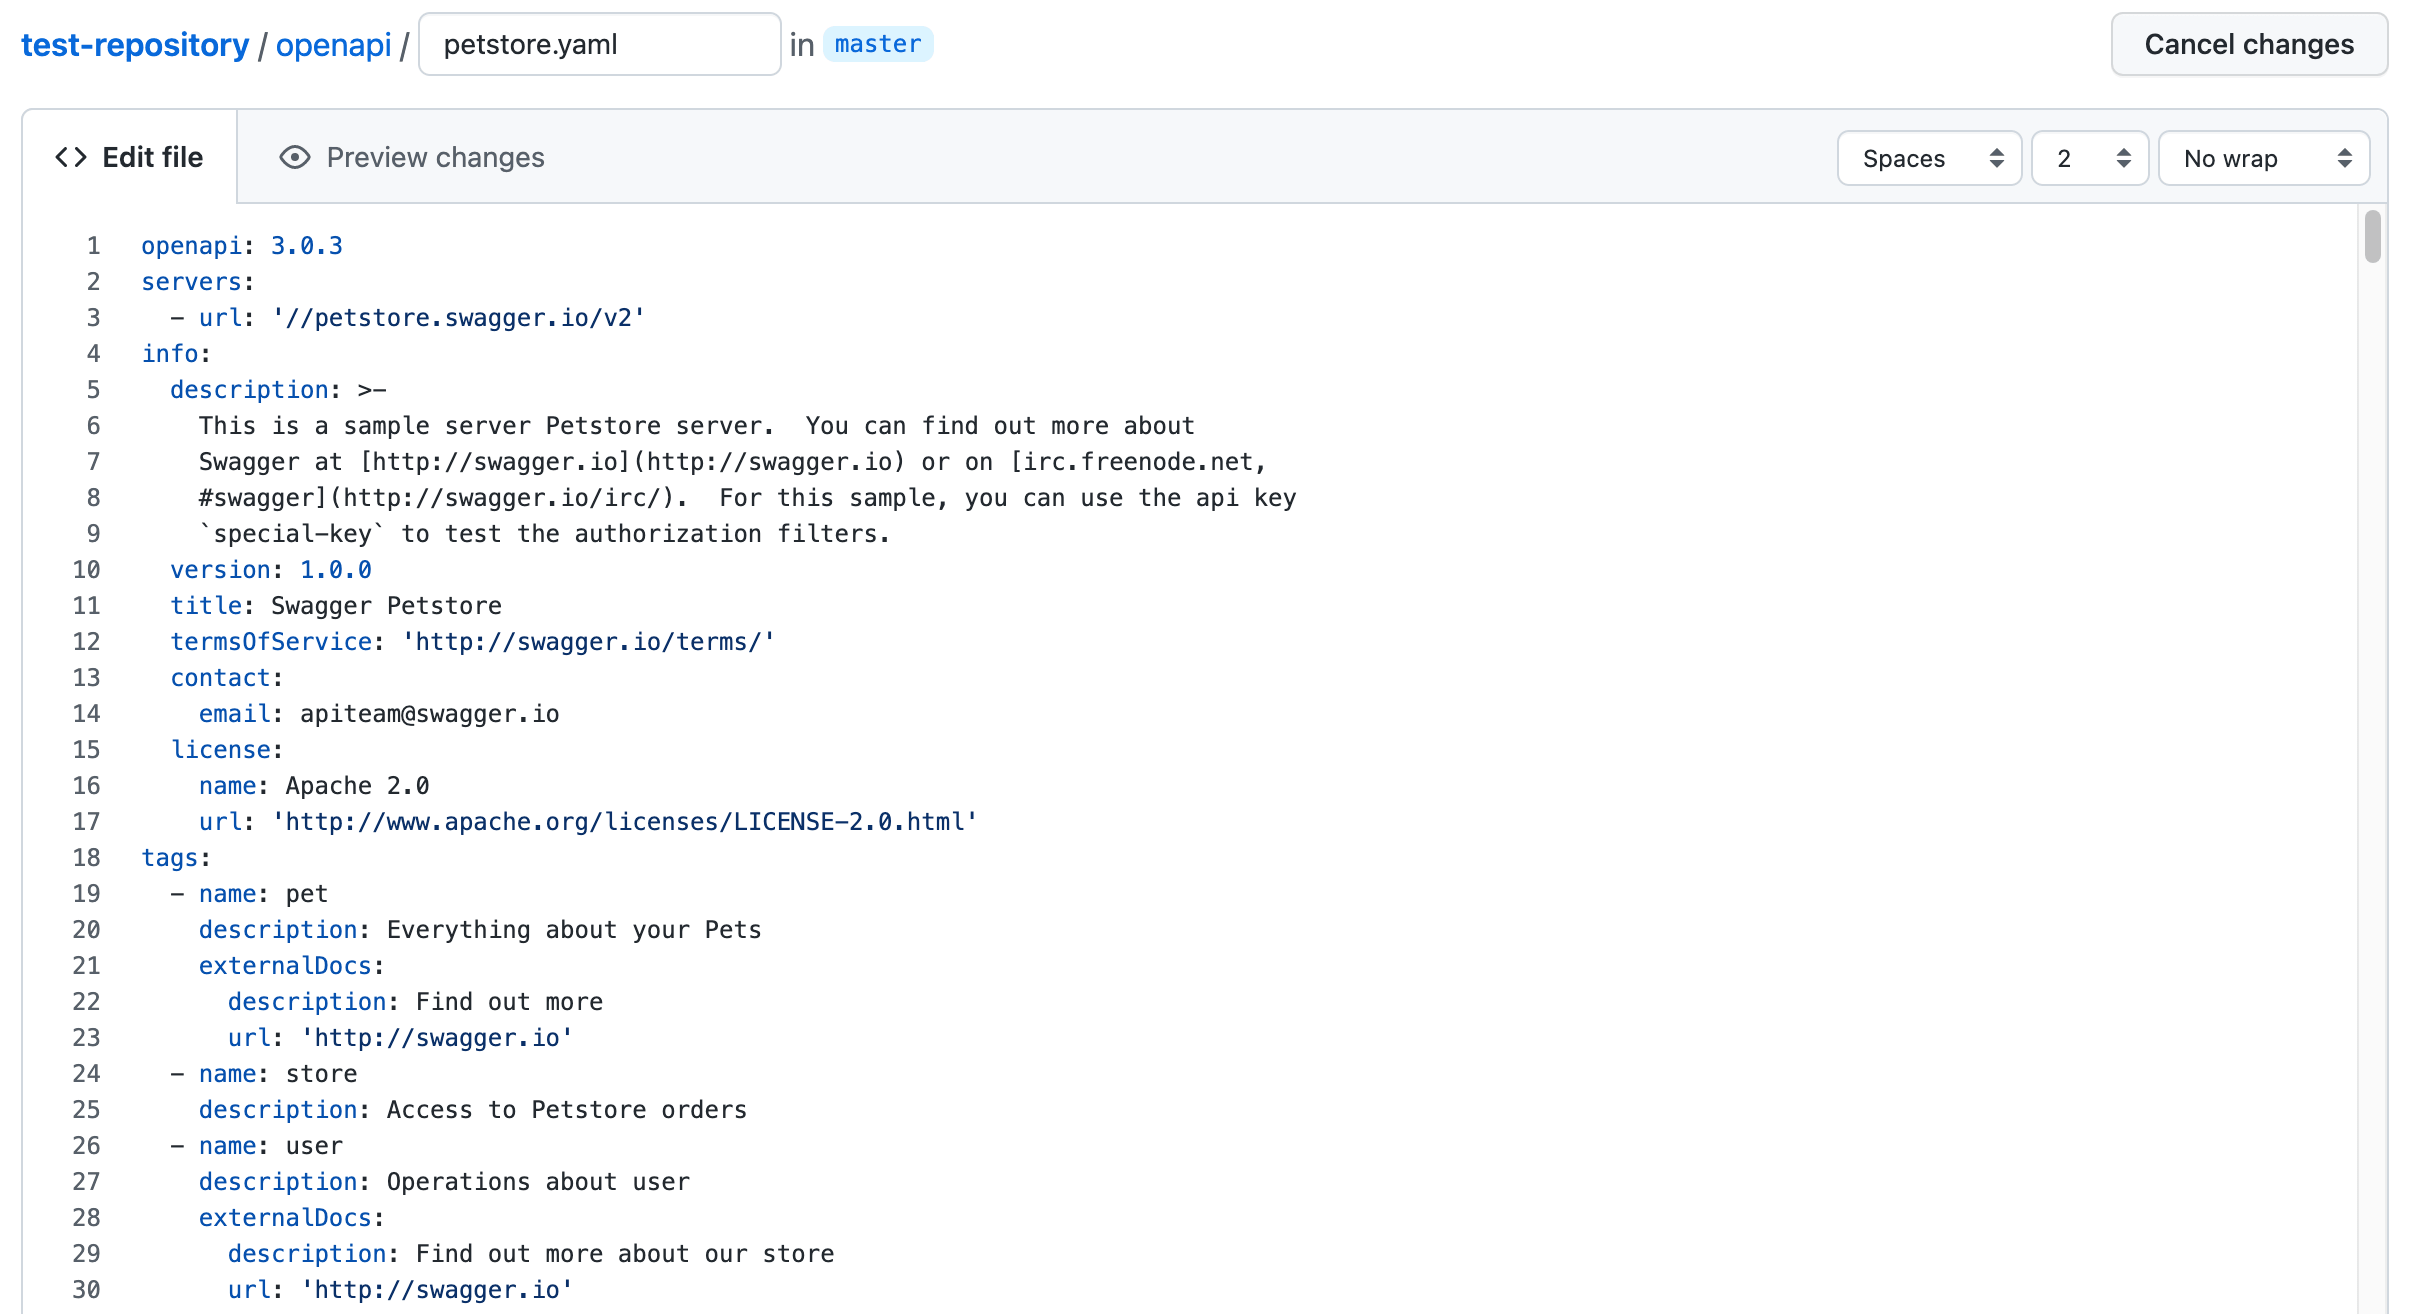 test-repository / openapi / petstore.yaml in master Cancel changes
<> Edit file Preview changes Spaces 2 No wrap
1 openapi: 3.0.3
2 servers:
3   - url: '//petstore.swagger.io/v2'
4 info:
5   description: >-
6     This is a sample server Petstore server.  You can find out more about
7     Swagger at [http://swagger.io](http://swagger.io) or on [irc.freenode.net,
8     #swagger](http://swagger.io/irc/).  For this sample, you can use the api key
9     `special-key` to test the authorization filters.
10   version: 1.0.0
11   title: Swagger Petstore
12   termsOfService: 'http://swagger.io/terms/'
13   contact:
14     email: apiteam@swagger.io
15   license:
16     name: Apache 2.0
17     url: 'http://www.apache.org/licenses/LICENSE-2.0.html'
18 tags:
19   - name: pet
20     description: Everything about your Pets
21     externalDocs:
22       description: Find out more
23       url: 'http://swagger.io'
24   - name: store
25     description: Access to Petstore orders
26   - name: user
27     description: Operations about user
28     externalDocs:
29       description: Find out more about our store
30       url: 'http://swagger.io'